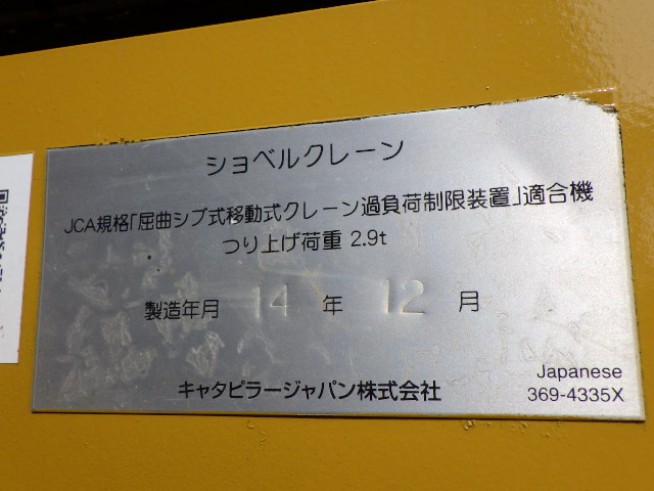 ショベルクレーン
JCA規格「屈曲ジブ式移動式クレーン過負荷制限装置」適合機
つり上げ荷重 2.9t
製造年月 14 年 12 月
キャタピラージャパン株式会社
Japanese
369-4335X